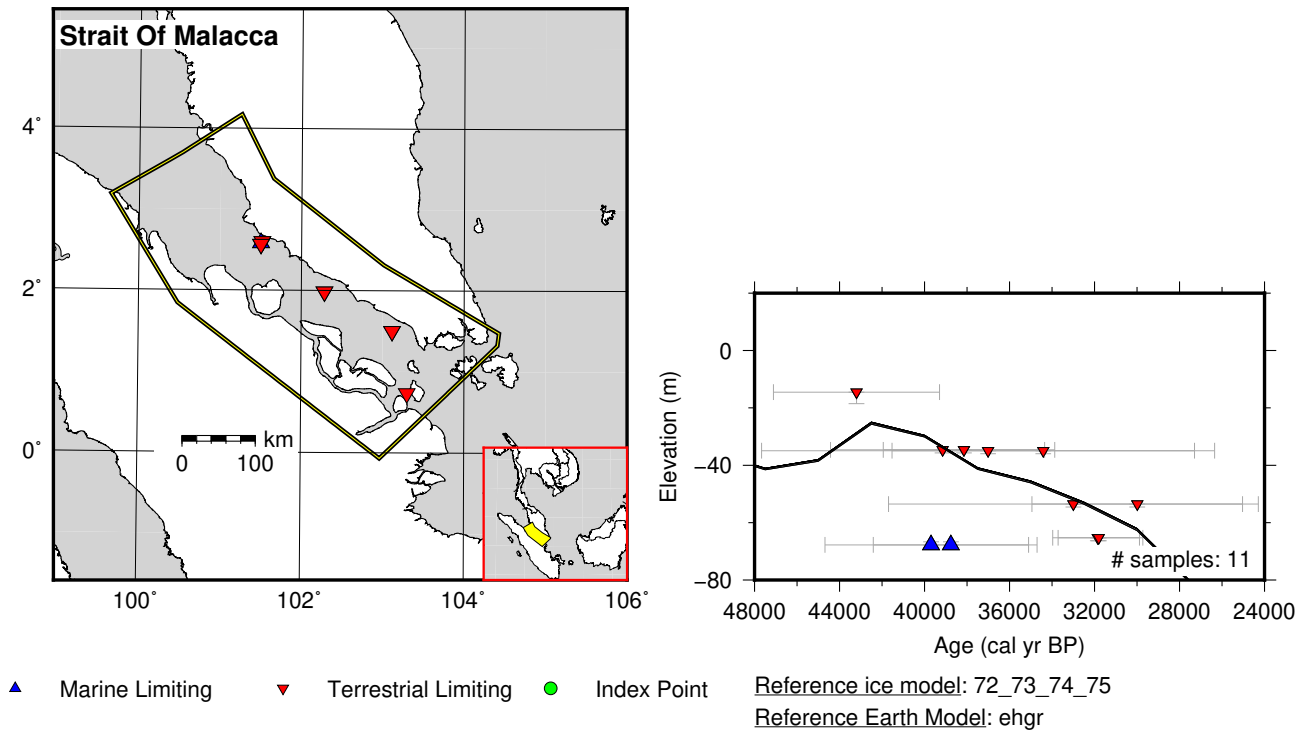 Strait Of Malacca
4°
2°
0°
km
0 100
100° 102° 104° 106°
Elevation (m)
0
−40
−80
# samples: 11
48000 44000 40000 36000 32000 28000 24000
Age (cal yr BP)
Marine Limiting Terrestrial Limiting Index Point
Reference ice model: 72_73_74_75
Reference Earth Model: ehgr